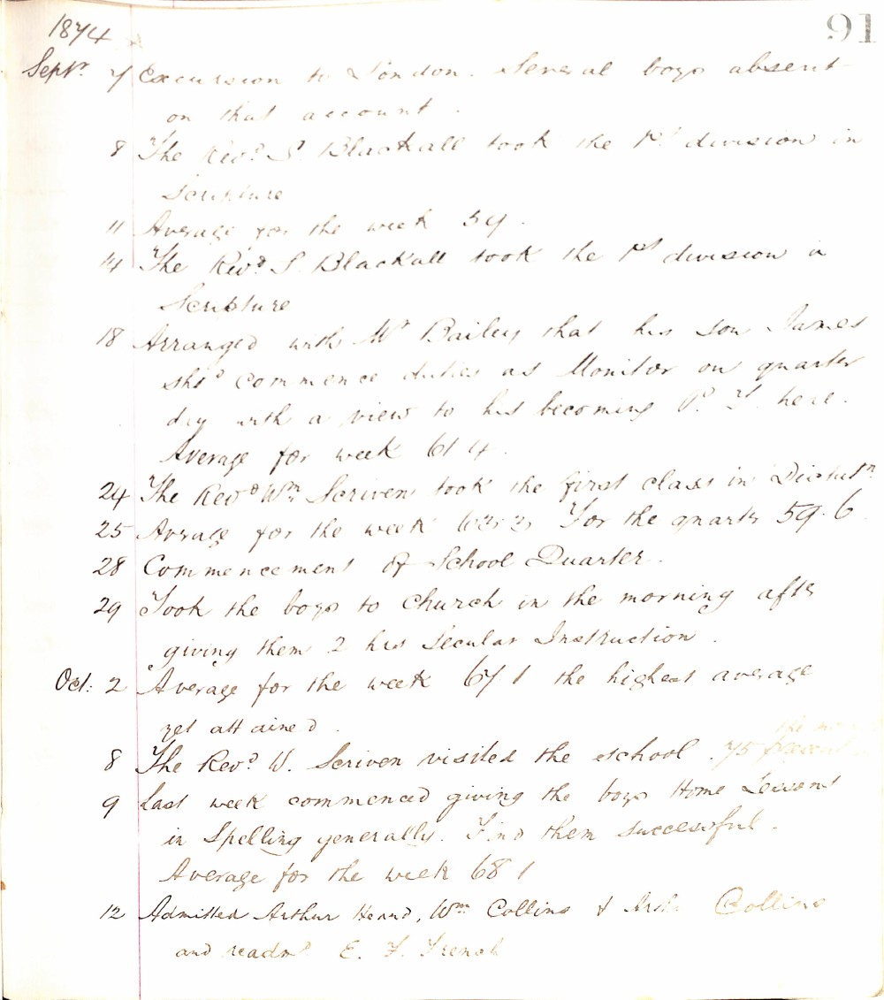 1874
91
Septr. 7 Excursion to London. Several boys absent
on that account.
8 The Revd. S. Blackall took the 1st division in
Scripture
11 Average for the week 59.
14 The Revd. S. Blackall took the 1st division in
Scripture
18 Arranged with Mr Bailey that his son James
shd commence duties as Monitor on quarter
day with a view to his becoming P. T. here.
Average for week 61 4.
24 The Revd Wm Scriven took the first class in Dictatn
25 Average for the week For the quarter 59.6
28 Commencement of School Quarter.
29 Took the boys to Church in the morning after
giving them 2 hrs Secular Instruction.
Oct: 2 Average for the week 67 1 the highest average
yet attained.
8 The Revd. W. Scriven visited the school. 75
9 Last week commenced giving the boys Home Lessons
in Spelling generally. Find them successful.
Average for the week 68 1
12 Admitted Arthur Wm Collins & Collins
and readmd. E. F. French